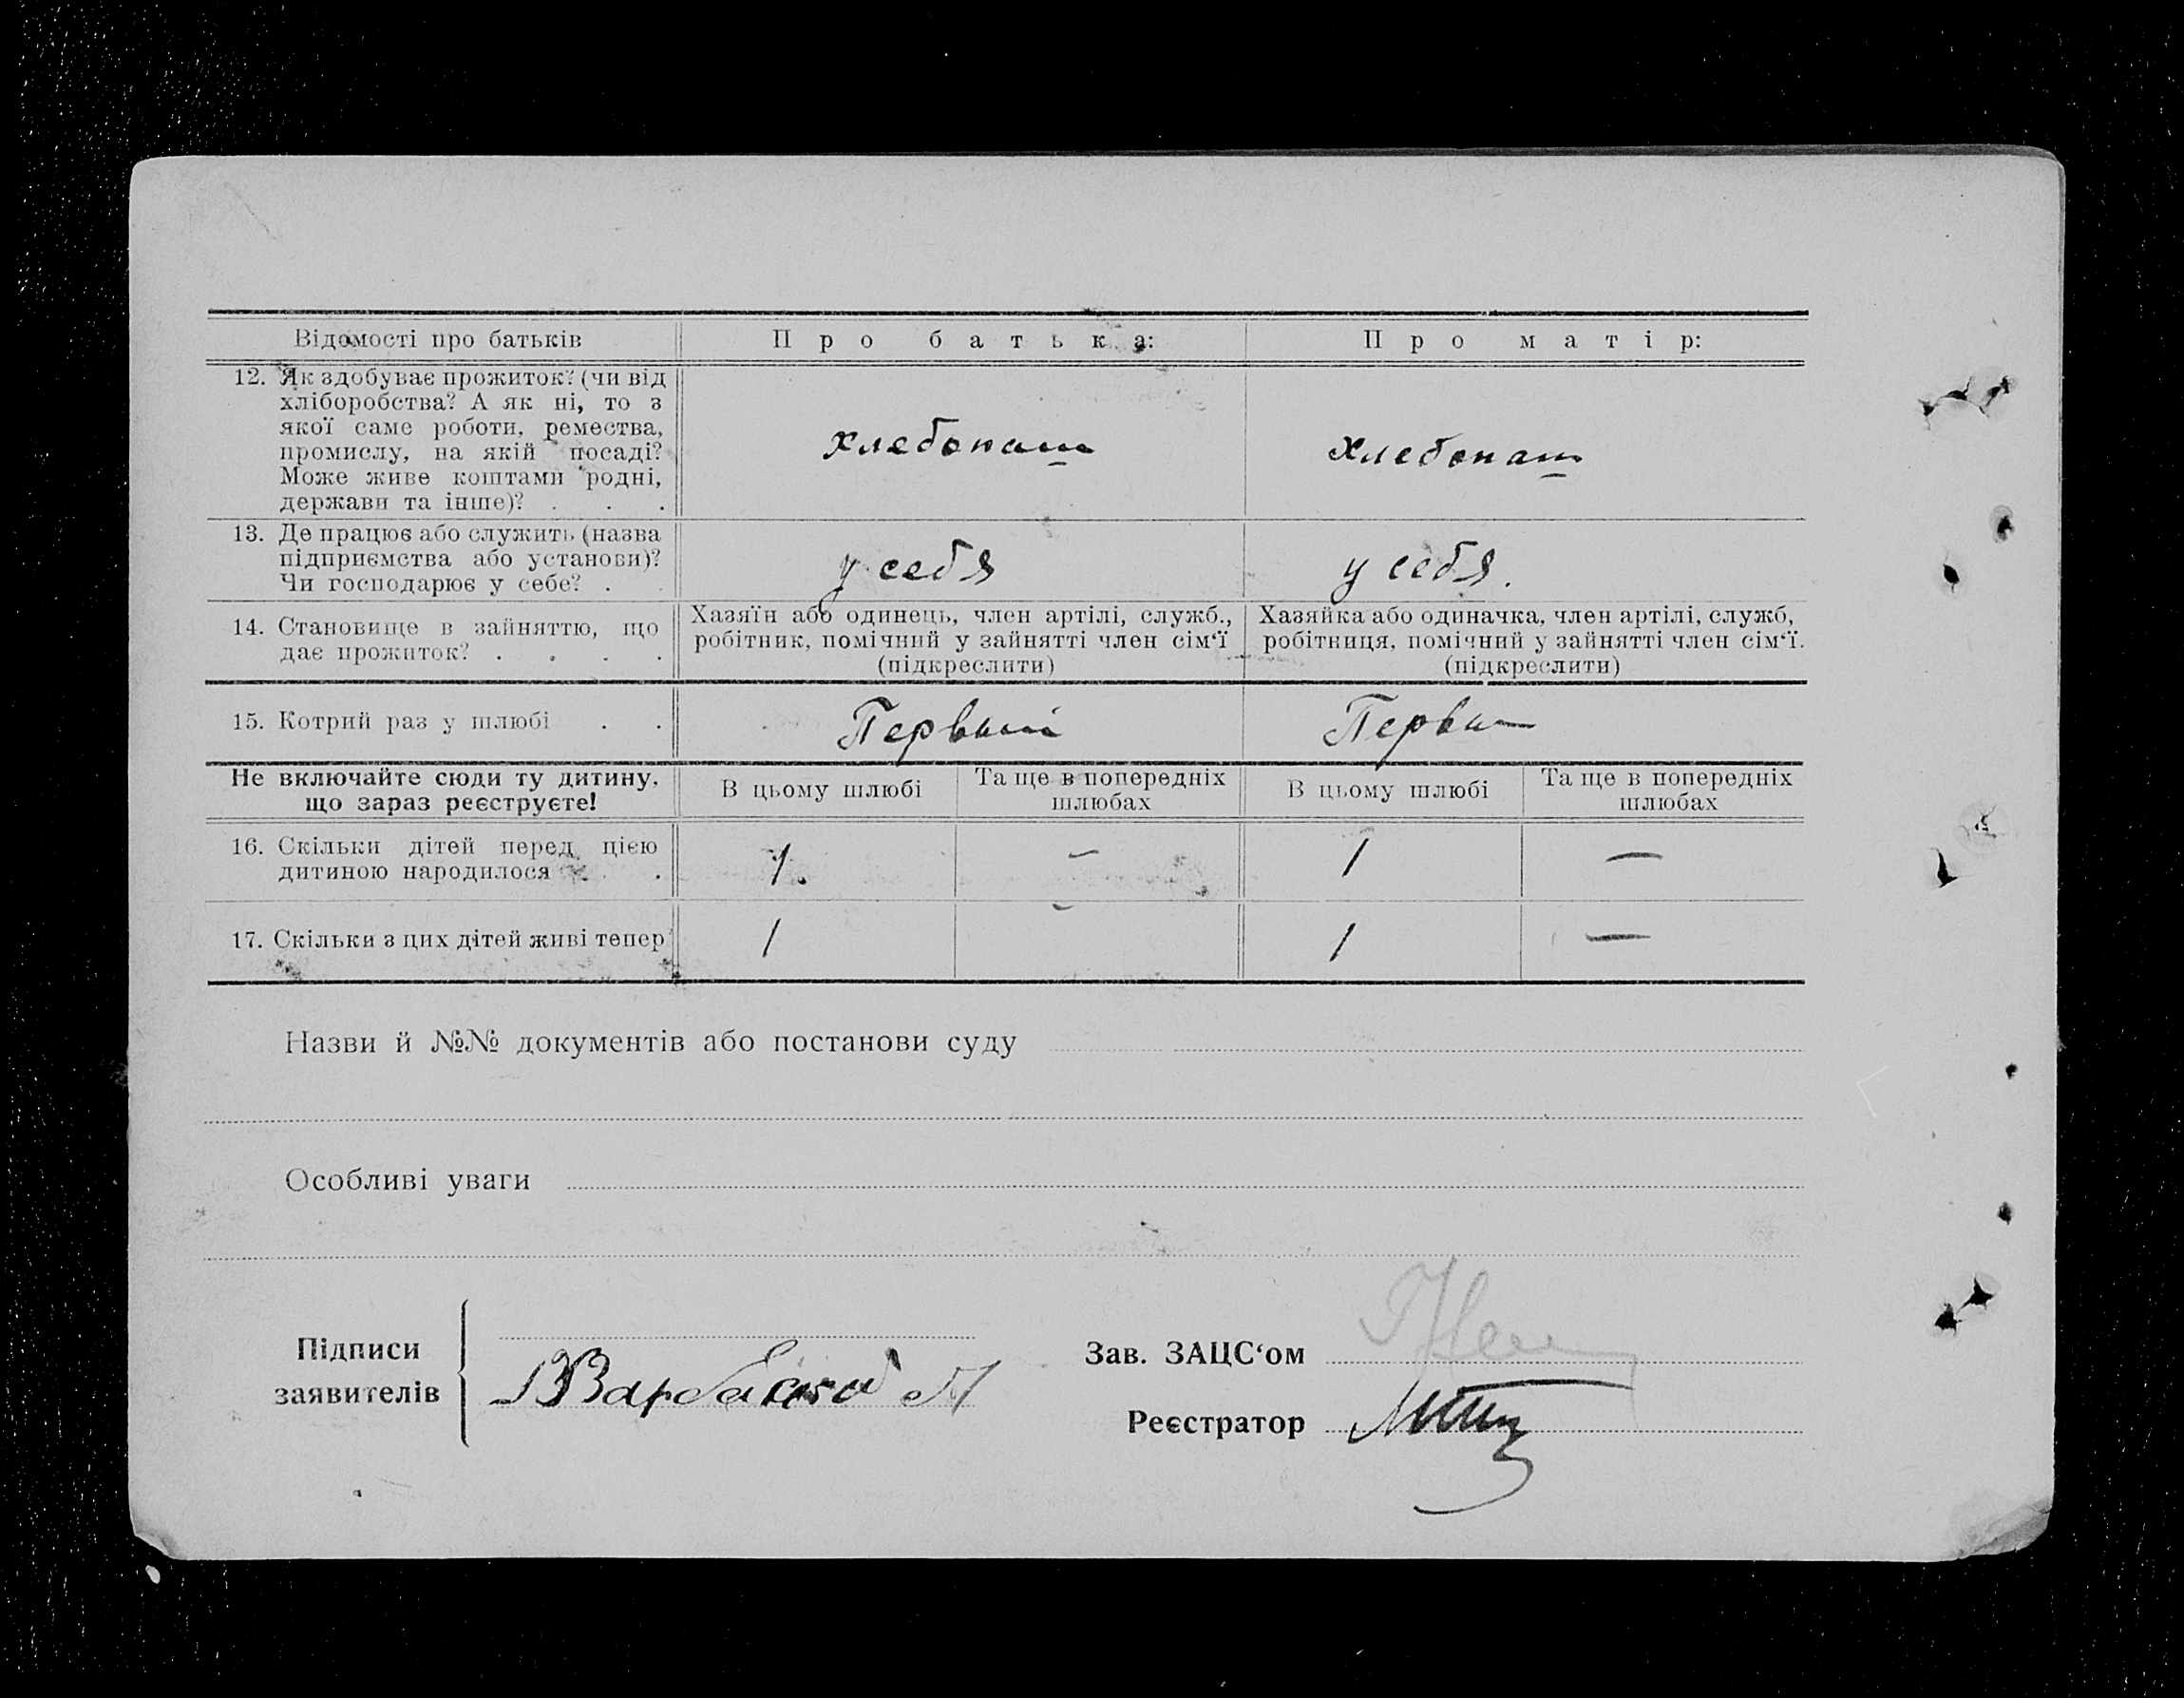 Відомості про батьків Про батька: Про матір:
12. Як здобуває прожиток? (чи від
хліборобства? А як ні, то з
якої саме роботи, ремества,
промислу, на якій посаді?
Може живе коштами родні,
держави та інше)? . . .
хлебопаш хлебопаш
13. Де працює або служить (назва
підприємства або установи)?
Чи господарює у себе? .
у себя у себя.
14. Становище в зайняттю, що
дає прожиток? . . . .
Хазяїн або одинець, член артілі, служб.,
робітник, помічний у зайнятті член сім‘ї
(підкреслити)
Хазяйка або одиначка, член артілі, служб,
робітниця, помічний у зайнятті член сім‘ї.
(підкреслити)
15. Котрий раз у шлюбі . . Первый Первы
Не включайте сюди ту дитину,
що зараз реєструєте!
В цьому шлюбі
Та ще в попередніх
шлюбах
В цьому шлюбі
Та ще в попередніх
шлюбах
16. Скільки дітей перед цією
дитиною народилося . .
1. – 1 —
17. Скільки з цих дітей живі тепер 1 – 1 —
Назви й №№ документів або постанови суду
Особливі уваги
Підписи
заявителів
Зав. ЗАЦС‘ом
Реєстратор